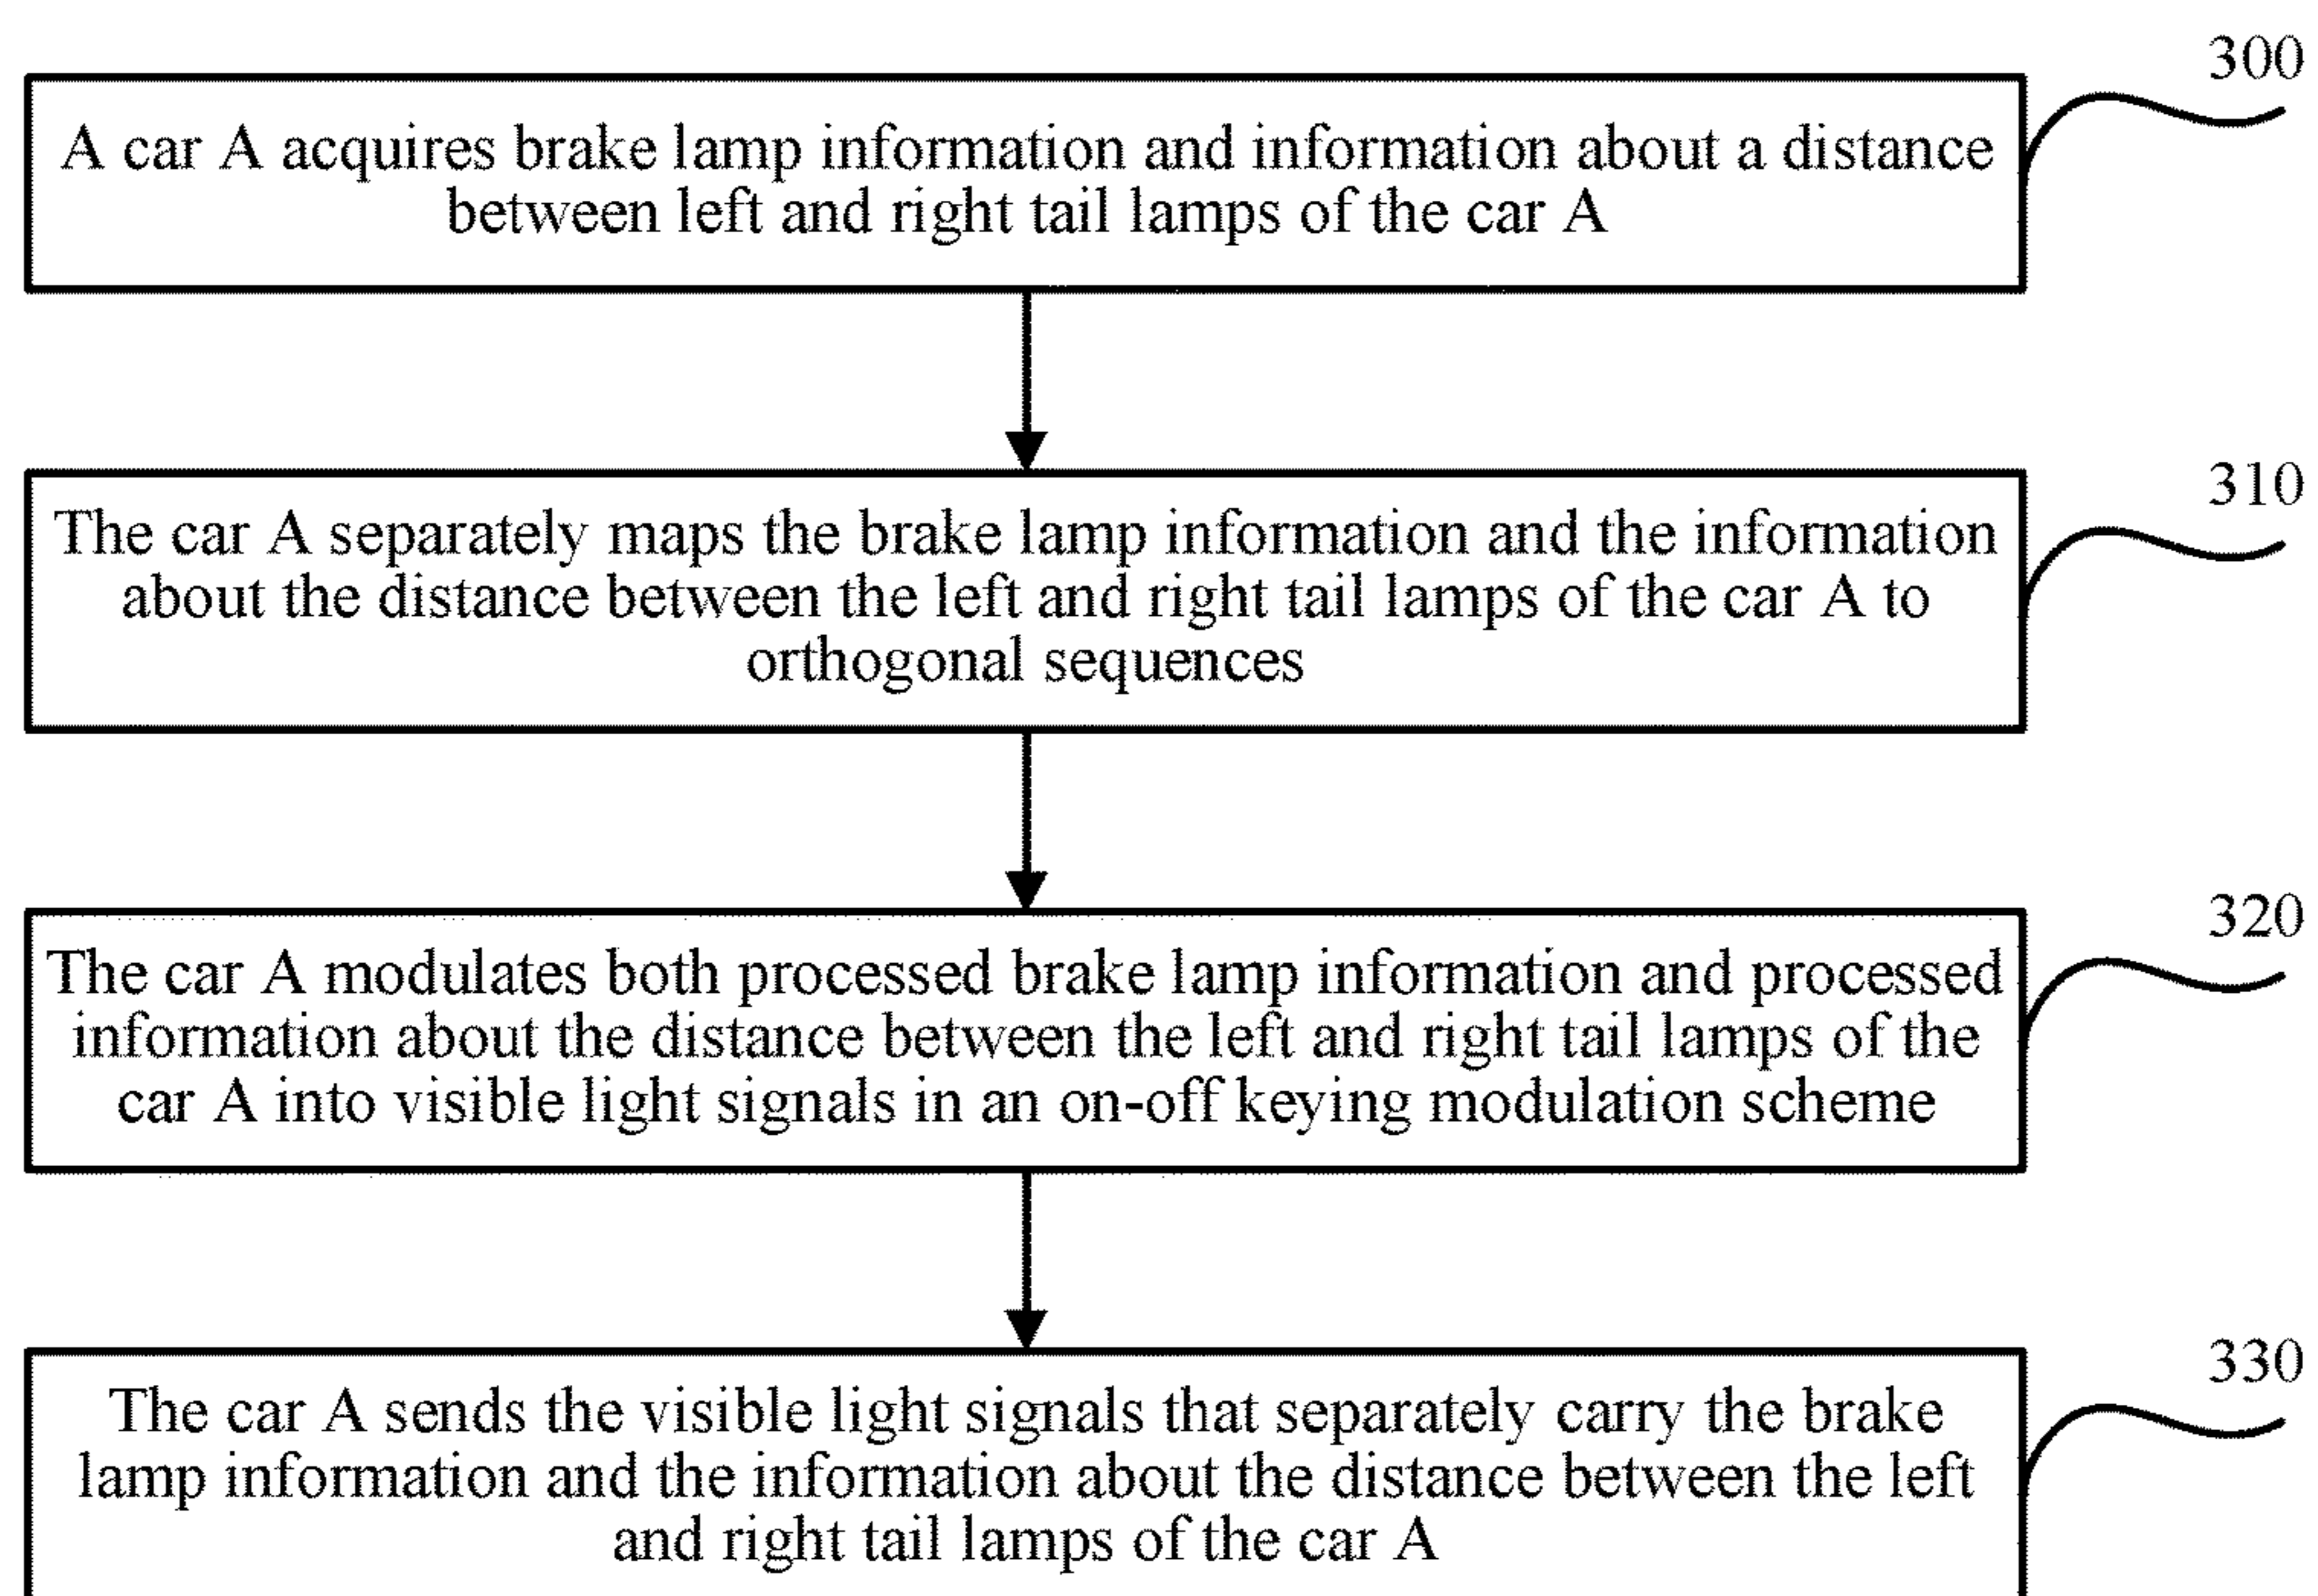 300
A car A acquires brake lamp information and information about a distance
between left and right tail lamps of the car A
310
The car A separately maps the brake lamp information and the information
about the distance between the left and right tail lamps of the car A to
orthogonal sequences
320
The car A modulates both processed brake lamp information and processed
information about the distance between the left and right tail lamps of the
car A into visible light signals in an on-off keying modulation scheme
330
The car A sends the visible light signals that separately carry the brake
lamp information and the information about the distance between the left
and right tail lamps of the car A